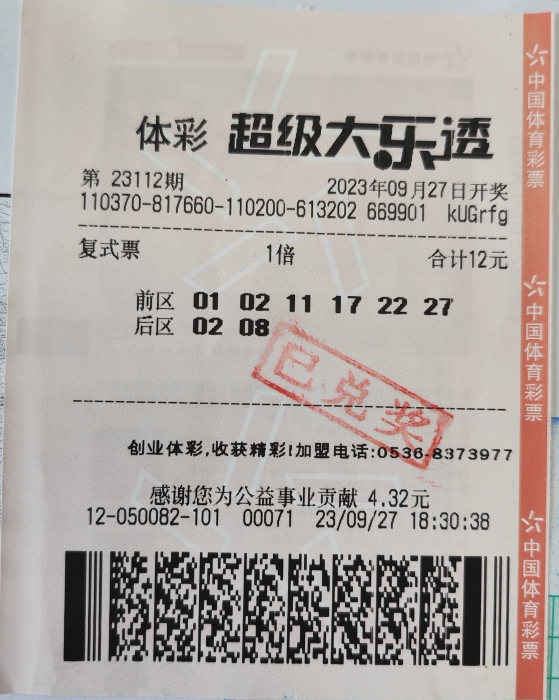 体彩 超级大乐透
第 23112期 2023年09月27日开奖
110370-817660-110200-613202 669901 kUGrfg
复式票 1倍 合计12元
前区 01 02 11 17 22 27
后区 02 08
已兑奖
创业体彩,收获精彩!加盟电话:0536-8373977
感谢您为公益事业贡献 4.32元
12-050082-101 00071 23/09/27 18:30:38
中国体育彩票
中国体育彩票
中国体育彩票